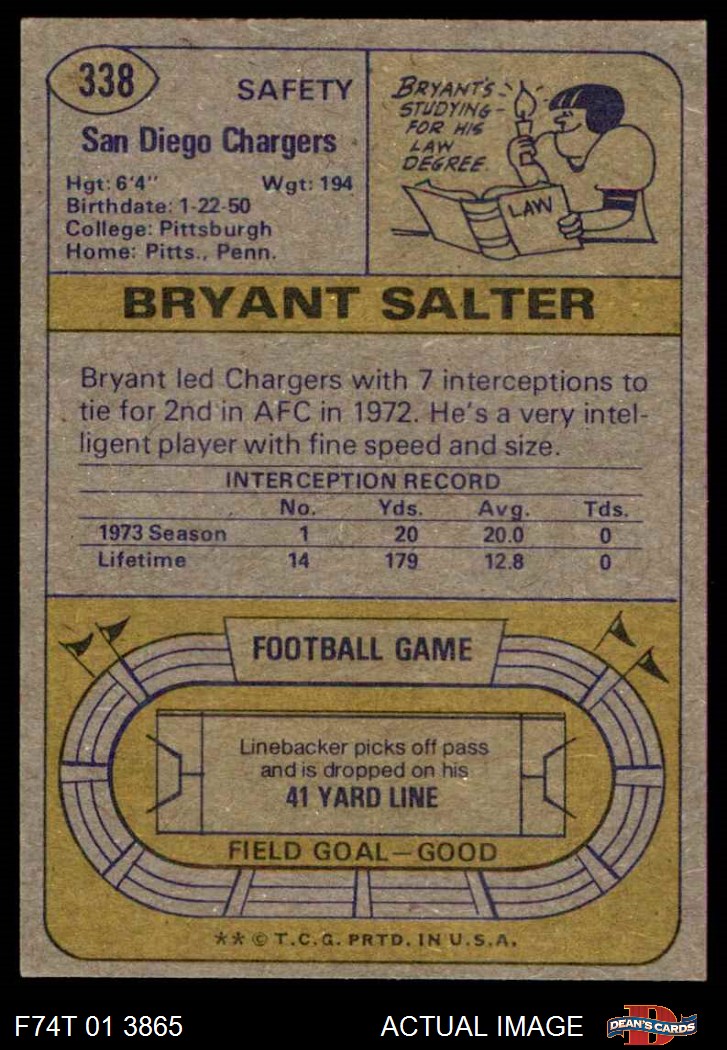 338
SAFETY
San Diego Chargers
Hgt: 6'4" Wgt: 194
Birthdate: 1-22-50
College: Pittsburgh
Home: Pitts., Penn.
BRYANT'S
STUDYING
FOR HIS
LAW
DEGREE.
LAW
BRYANT SALTER
Bryant led Chargers with 7 interceptions to
tie for 2nd in AFC in 1972. He's a very intel-
ligent player with fine speed and size.
INTERCEPTION RECORD
No. Yds. Avg. Tds.
1973 Season 1 20 20.0 0
Lifetime 14 179 12.8 0
FOOTBALL GAME
Linebacker picks off pass
and is dropped on his
41 YARD LINE
FIELD GOAL—GOOD
** © T.C.G. PRTD. IN U.S.A.
F74T 01 3865 ACTUAL IMAGE D DEAN'S CARDS